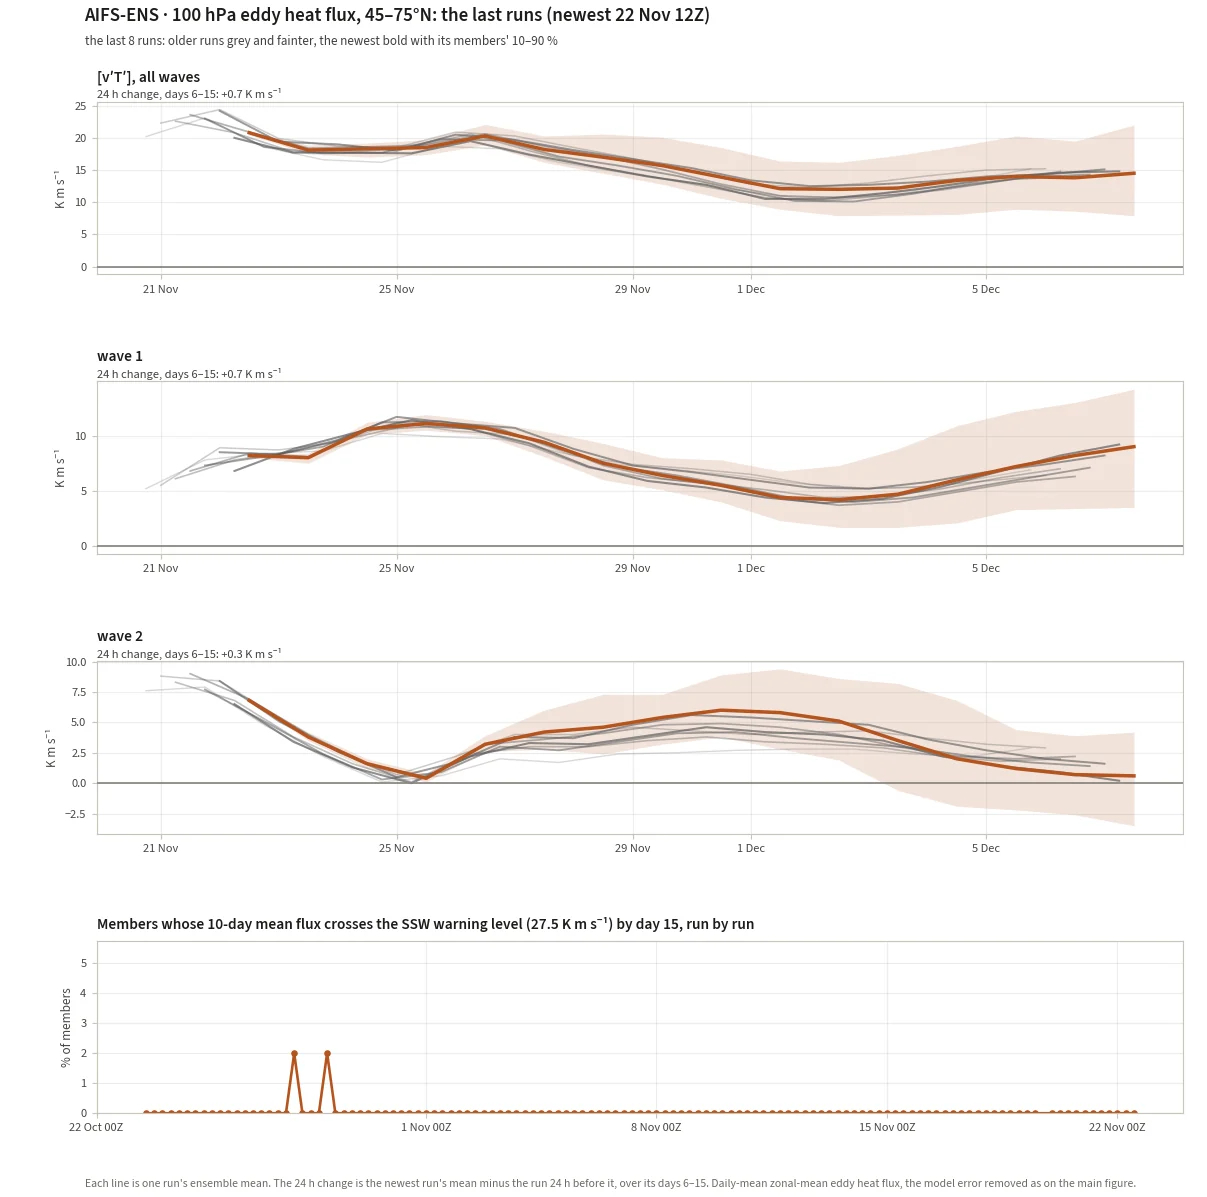 AIFS-ENS · 100 hPa eddy heat flux, 45–75°N: the last runs (newest 22 Nov 12Z)
the last 8 runs: older runs grey and fainter, the newest bold with its members' 10–90 %
[v′T′], all waves
24 h change, days 6–15: +0.7 K m s⁻¹
25
20
15
10
5
0
K m s⁻¹
21 Nov
25 Nov
29 Nov
1 Dec
5 Dec
wave 1
24 h change, days 6–15: +0.7 K m s⁻¹
10
5
0
K m s⁻¹
21 Nov
25 Nov
29 Nov
1 Dec
5 Dec
wave 2
24 h change, days 6–15: +0.3 K m s⁻¹
10.0
7.5
5.0
2.5
0.0
−2.5
K m s⁻¹
21 Nov
25 Nov
29 Nov
1 Dec
5 Dec
Members whose 10-day mean flux crosses the SSW warning level (27.5 K m s⁻¹) by day 15, run by run
5
4
3
2
1
0
% of members
22 Oct 00Z
1 Nov 00Z
8 Nov 00Z
15 Nov 00Z
22 Nov 00Z
Each line is one run's ensemble mean. The 24 h change is the newest run's mean minus the run 24 h before it, over its days 6–15. Daily-mean zonal-mean eddy heat flux, the model error removed as on the main figure.